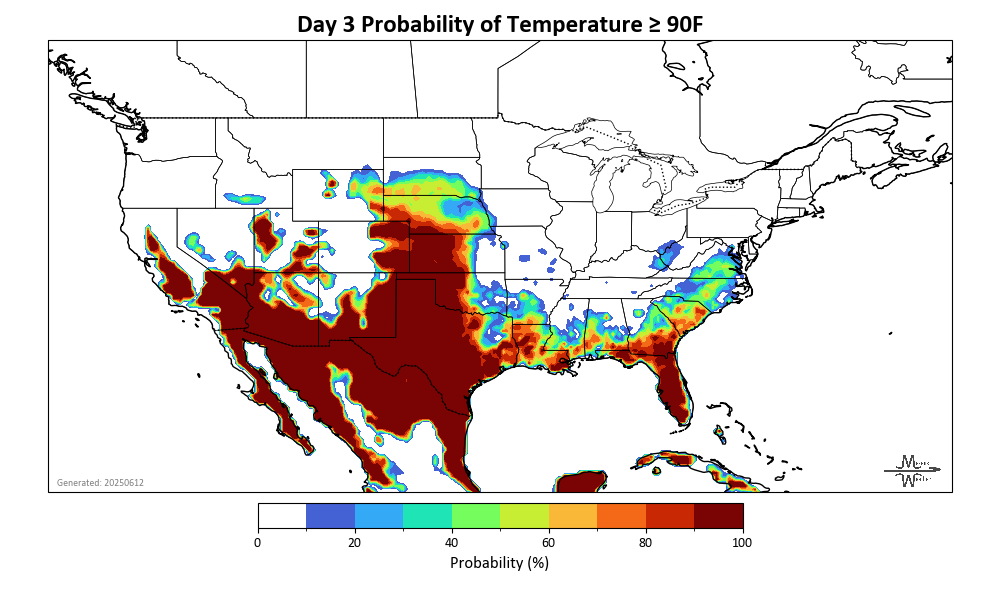 Day 3 Probability of Temperature ≥ 90F
Generated: 20250612
0 20 40 60 80 100
Probability (%)